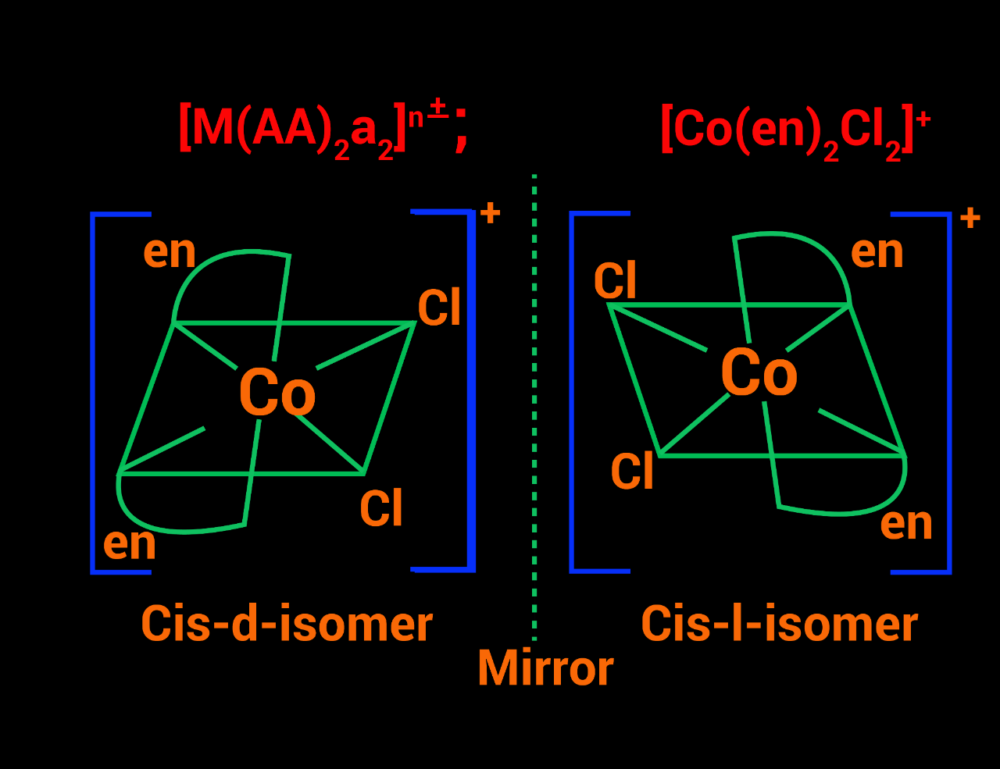 [M(AA)₂a₂]ⁿ±; [Co(en)₂Cl₂]⁺
+ +
en en
Cl Cl
Co Co
Cl Cl
en en
Cis-d-isomer Cis-l-isomer
Mirror